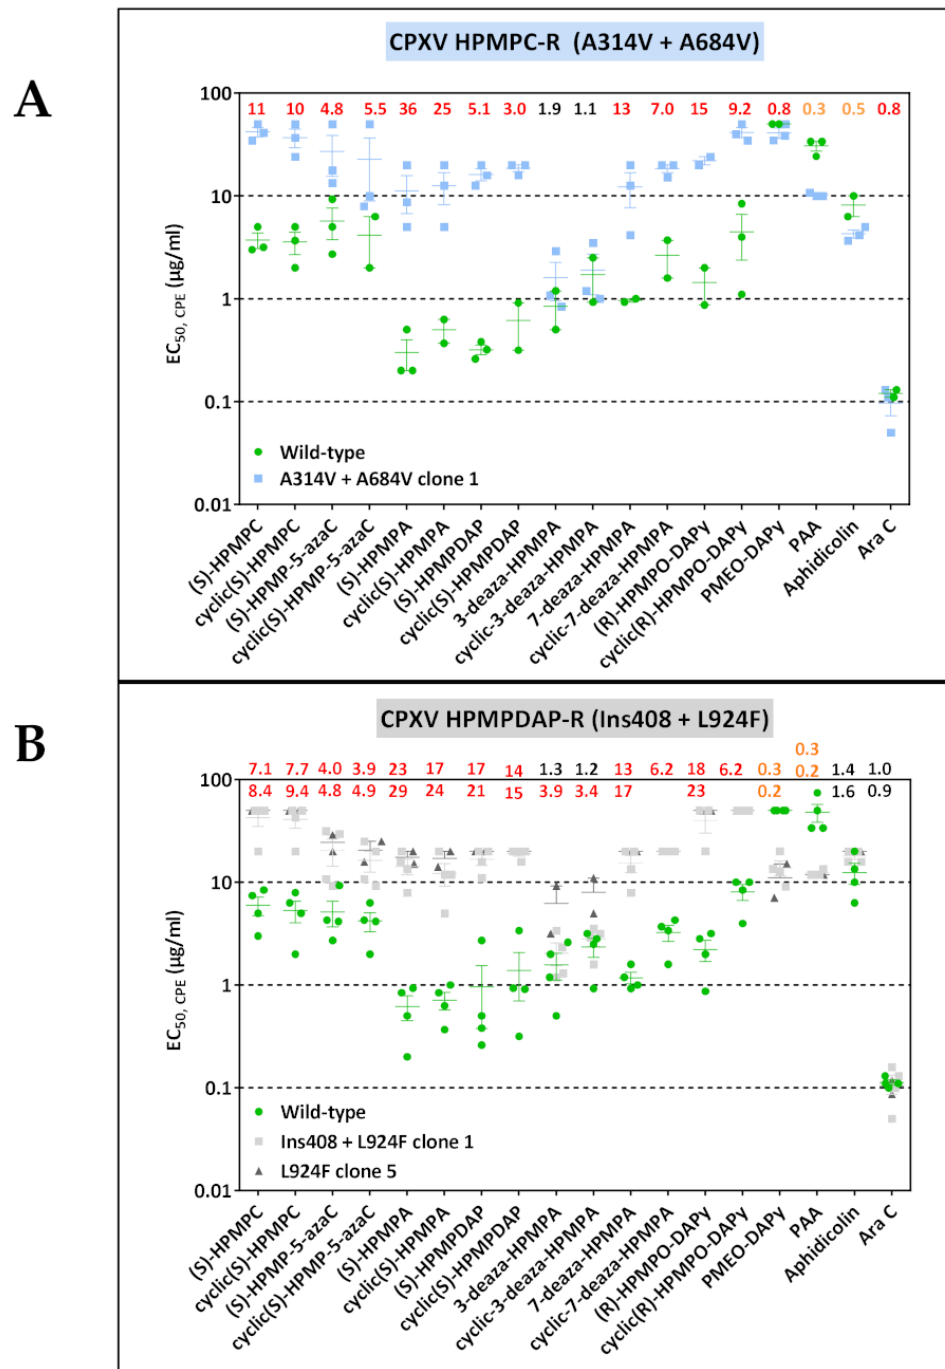 A
CPXV HPMPC-R (A314V + A684V)
11 10 4.8 5.5 36 25 5.1 3.0 1.9 1.1 13 7.0 15 9.2 0.8 0.3 0.5 0.8
100
10
1
0.1
0.01
EC50, CPE (µg/ml)
Wild-type
A314V + A684V clone 1
(S)-HPMPC
cyclic(S)-HPMPC
(S)-HPMP-5-azaC
cyclic(S)-HPMP-5-azaC
(S)-HPMPA
cyclic(S)-HPMPA
(S)-HPMPDAP
cyclic(S)-HPMPDAP
3-deaza-HPMPA
cyclic-3-deaza-HPMPA
7-deaza-HPMPA
cyclic-7-deaza-HPMPA
(R)-HPMPO-DAPy
cyclic(R)-HPMPO-DAPy
PMEO-DAPy
PAA
Aphidicolin
Ara C
B
CPXV HPMPDAP-R (Ins408 + L924F)
0.3
7.1 7.7 4.0 3.9 23 17 17 14 1.3 1.2 13 6.2 18 6.2 0.3 0.2 1.4 1.0
8.4 9.4 4.8 4.9 29 24 21 15 3.9 3.4 17 23 0.2 1.6 0.9
100
10
1
0.1
0.01
EC50, CPE (µg/ml)
Wild-type
Ins408 + L924F clone 1
L924F clone 5
(S)-HPMPC
cyclic(S)-HPMPC
(S)-HPMP-5-azaC
cyclic(S)-HPMP-5-azaC
(S)-HPMPA
cyclic(S)-HPMPA
(S)-HPMPDAP
cyclic(S)-HPMPDAP
3-deaza-HPMPA
cyclic-3-deaza-HPMPA
7-deaza-HPMPA
cyclic-7-deaza-HPMPA
(R)-HPMPO-DAPy
cyclic(R)-HPMPO-DAPy
PMEO-DAPy
PAA
Aphidicolin
Ara C